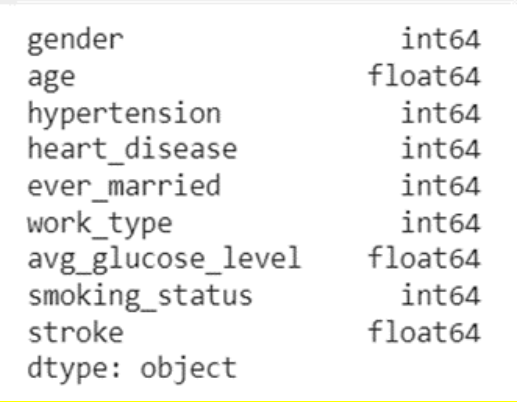 gender int64
age float64
hypertension int64
heart_disease int64
ever_married int64
work_type int64
avg_glucose_level float64
smoking_status int64
stroke float64
dtype: object